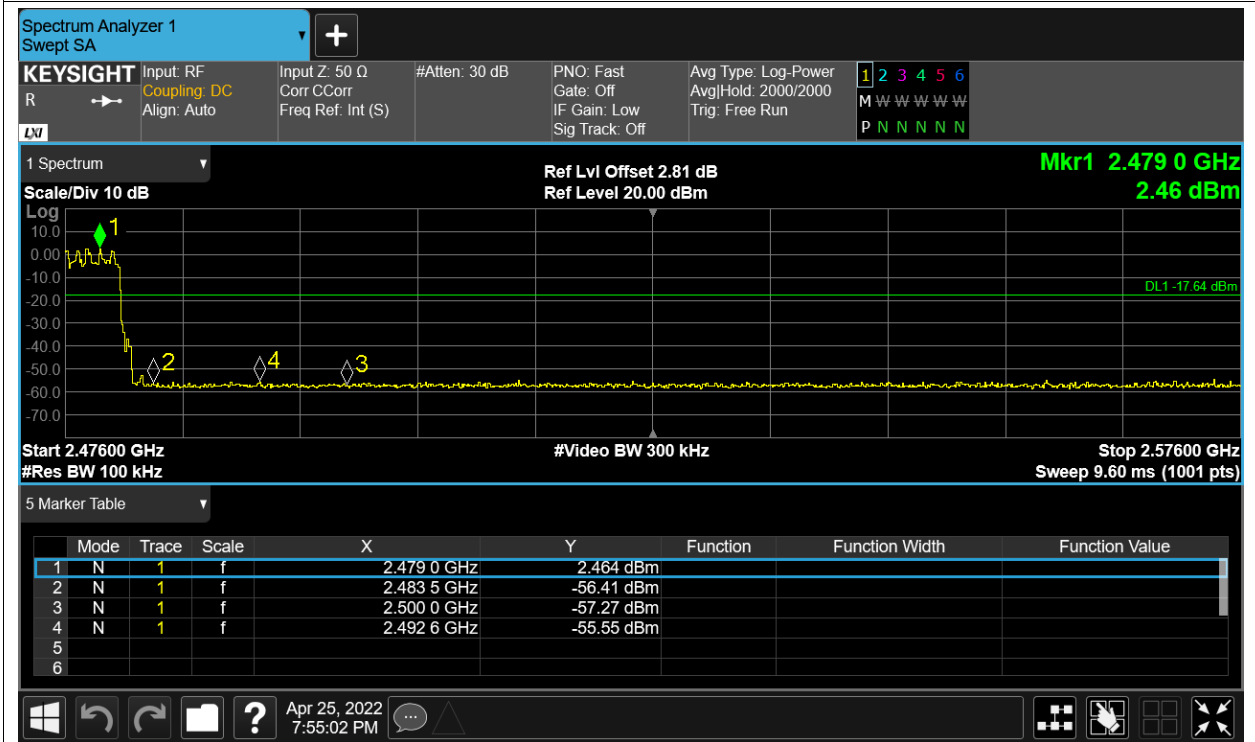 Spectrum Analyzer 1
Swept SA
KEYSIGHT
R
LXI
Input: RF
Coupling: DC
Align: Auto
Input Z: 50 Ω
Corr CCorr
Freq Ref: Int (S)
#Atten: 30 dB
PNO: Fast
Gate: Off
IF Gain: Low
Sig Track: Off
Avg Type: Log-Power
Avg|Hold: 2000/2000
Trig: Free Run
1 2 3 4 5 6
M W W W W W
P N N N N N
1 Spectrum
Scale/Div 10 dB
Ref Lvl Offset 2.81 dB
Ref Level 20.00 dBm
Mkr1 2.479 0 GHz
2.46 dBm
Log
10.0
0.00
-10.0
-20.0
-30.0
-40.0
-50.0
-60.0
-70.0
1
2
4
3
DL1 -17.64 dBm
Start 2.47600 GHz
#Video BW 300 kHz
Stop 2.57600 GHz
#Res BW 100 kHz
Sweep 9.60 ms (1001 pts)
5 Marker Table
Mode Trace Scale X Y Function Function Width Function Value
1 N 1 f 2.479 0 GHz 2.464 dBm
2 N 1 f 2.483 5 GHz -56.41 dBm
3 N 1 f 2.500 0 GHz -57.27 dBm
4 N 1 f 2.492 6 GHz -55.55 dBm
5
6
?
Apr 25, 2022
7:55:02 PM